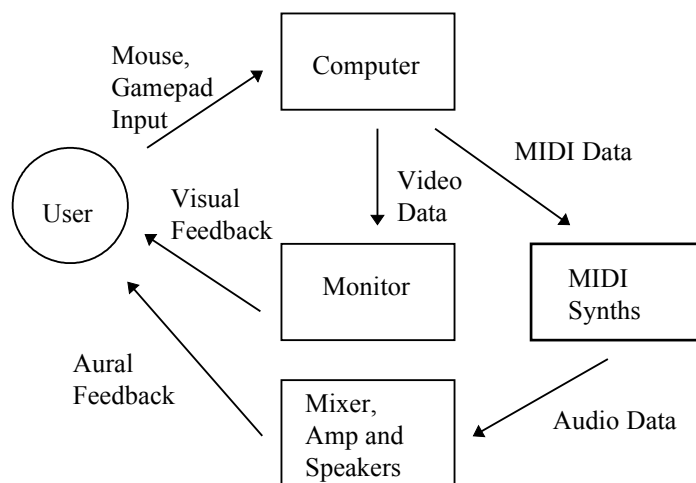 Mouse,
Gamepad
Input
Computer
MIDI Data
Video
Data
User
Visual
Feedback
Monitor
MIDI
Synths
Aural
Feedback
Mixer,
Amp and
Speakers
Audio Data